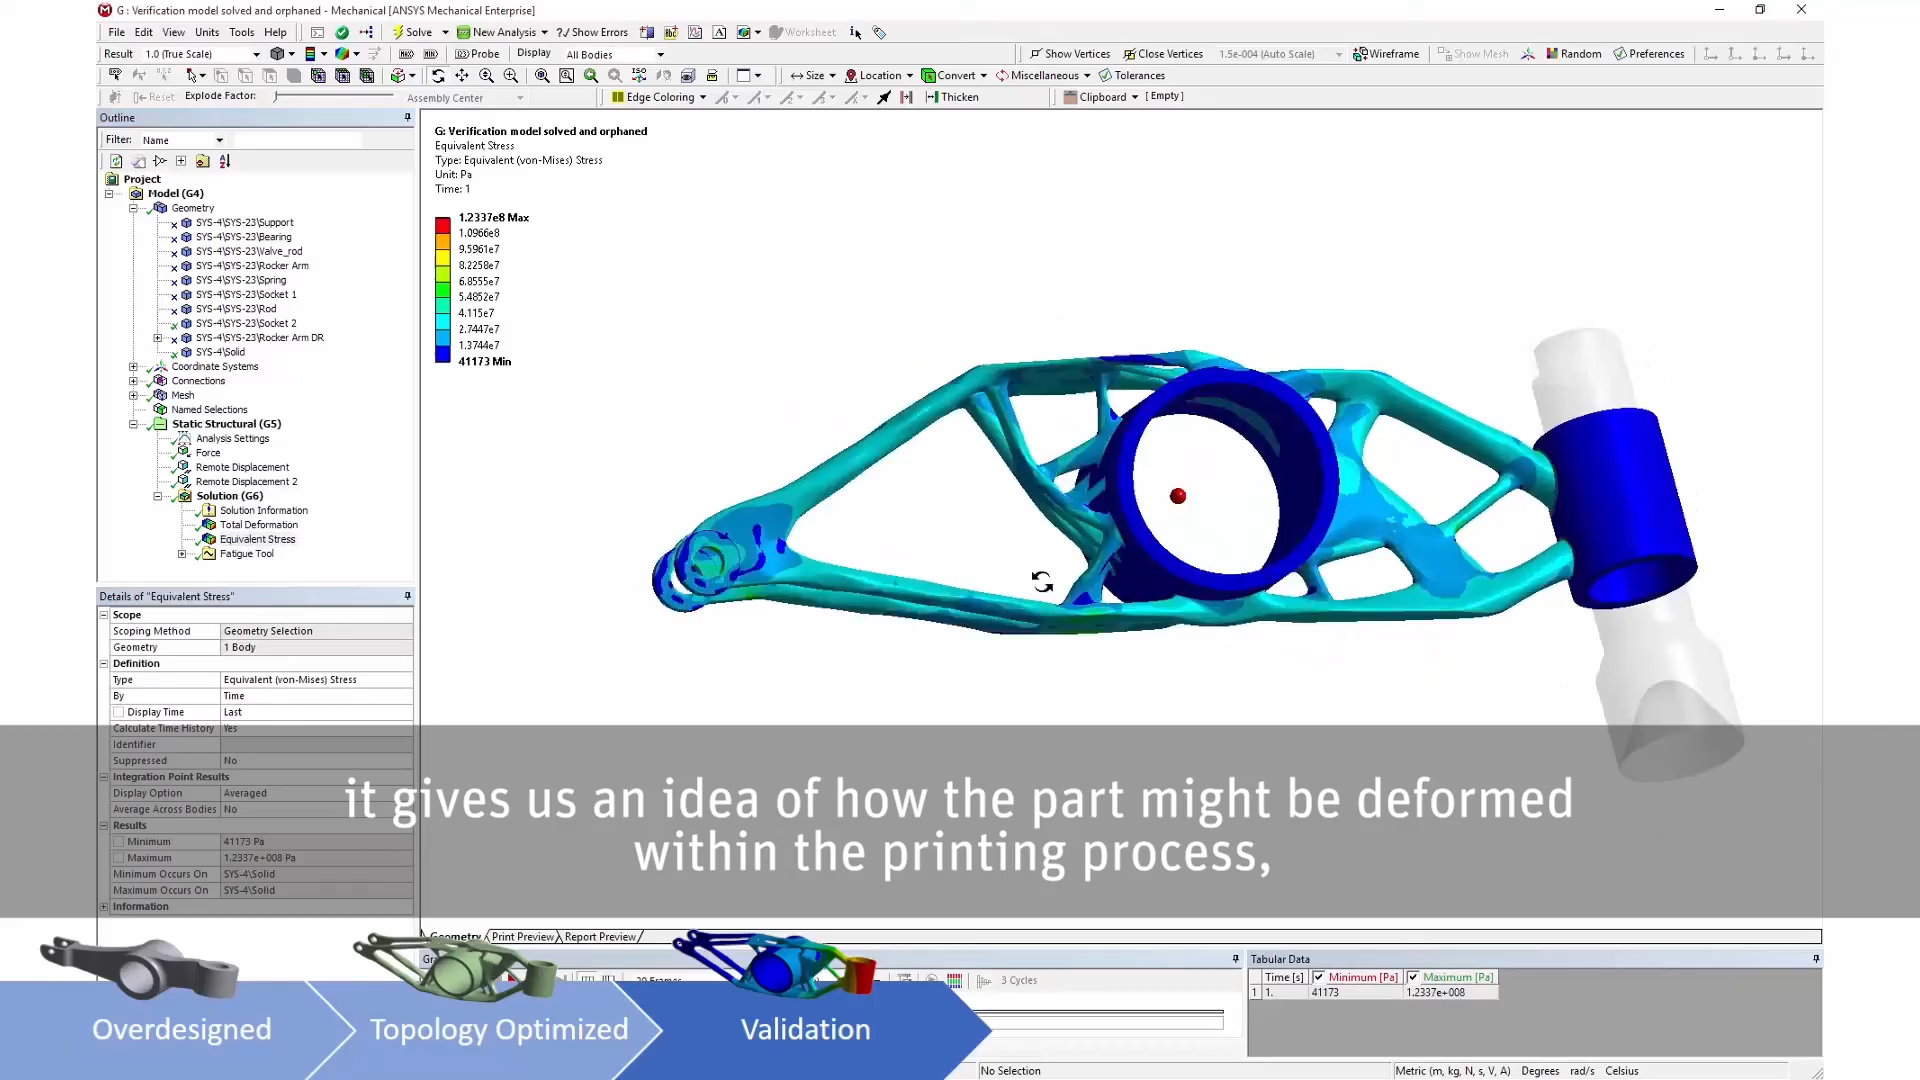 G : Verification model solved and orphaned - Mechanical [ANSYS Mechanical Enterprise]
File Edit View Units Tools Help Solve New Analysis ?/ Show Errors Worksheet
Result 1.0 (True Scale) Probe Display All Bodies Show Vertices Close Vertices 1.5e-004 (Auto Scale) Wireframe Show Mesh Random Preferences
Size Location Convert Miscellaneous Tolerances
Reset Explode Factor: Assembly Center Edge Coloring Thicken Clipboard [ Empty ]
Outline
Filter: Name
Project
Model (G4)
Geometry
SYS-4\SYS-23\Support
SYS-4\SYS-23\Bearing
SYS-4\SYS-23\Valve_rod
SYS-4\SYS-23\Rocker Arm
SYS-4\SYS-23\Spring
SYS-4\SYS-23\Socket 1
SYS-4\SYS-23\Rod
SYS-4\SYS-23\Socket 2
SYS-4\SYS-23\Rocker Arm DR
SYS-4\Solid
Coordinate Systems
Connections
Mesh
Named Selections
Static Structural (G5)
Analysis Settings
Force
Remote Displacement
Remote Displacement 2
Solution (G6)
Solution Information
Total Deformation
Equivalent Stress
Fatigue Tool
G: Verification model solved and orphaned
Equivalent Stress
Type: Equivalent (von-Mises) Stress
Unit: Pa
Time: 1
1.2337e8 Max
1.0966e8
9.5961e7
8.2258e7
6.8555e7
5.4852e7
4.115e7
2.7447e7
1.3744e7
41173 Min
Details of "Equivalent Stress"
Scope
Scoping Method Geometry Selection
Geometry 1 Body
Definition
Type Equivalent (von-Mises) Stress
By Time
Display Time Last
Calculate Time History Yes
Identifier
Suppressed No
Integration Point Results
Display Option Averaged
Average Across Bodies No
Results
Minimum 41173 Pa
Maximum 1.2337e+008 Pa
Minimum Occurs On SYS-4\Solid
Maximum Occurs On SYS-4\Solid
Information
it gives us an idea of how the part might be deformed
within the printing process,
Geometry Print Preview Report Preview
20 Frames 3 Cycles
Tabular Data
Time [s] Minimum [Pa] Maximum [Pa]
1 1. 41173 1.2337e+008
Overdesigned Topology Optimized Validation
No Selection Metric (m, kg, N, s, V, A) Degrees rad/s Celsius